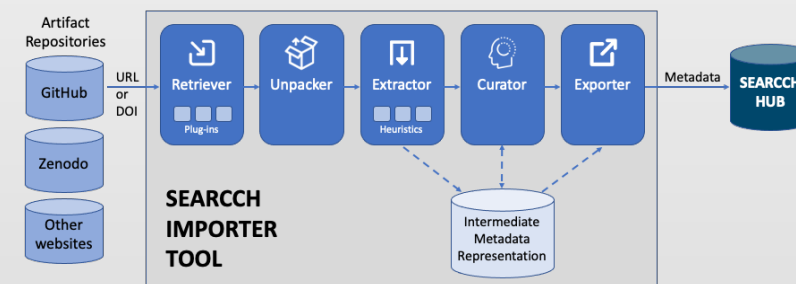 Artifact
Repositories
GitHub
Zenodo
Other
websites
URL
or
DOI
Retriever
Plug-ins
Unpacker
Extractor
Heuristics
Curator
Exporter
Metadata
SEARCCH
HUB
SEARCCH
IMPORTER
TOOL
Intermediate
Metadata
Representation